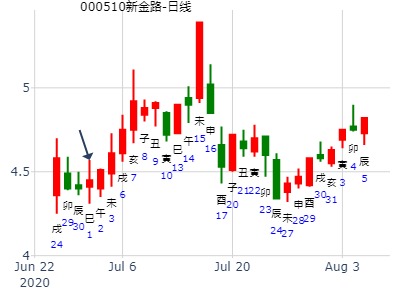 000510新金路-日线
5
4.5
4
戌 24
卯 29
辰 30
巳 1
午 2
未 3
戌 6
亥 7
子 8
丑 9
寅 10
巳 13
午 14
未 15
申 16
酉 17
子 20
丑 21
寅 22
卯 23
辰 24
未 27
申 28
酉 29
戌 30
亥 31
寅 3
卯 4
辰 5
Jun 22 Jul 6 Jul 20 Aug 3
2020